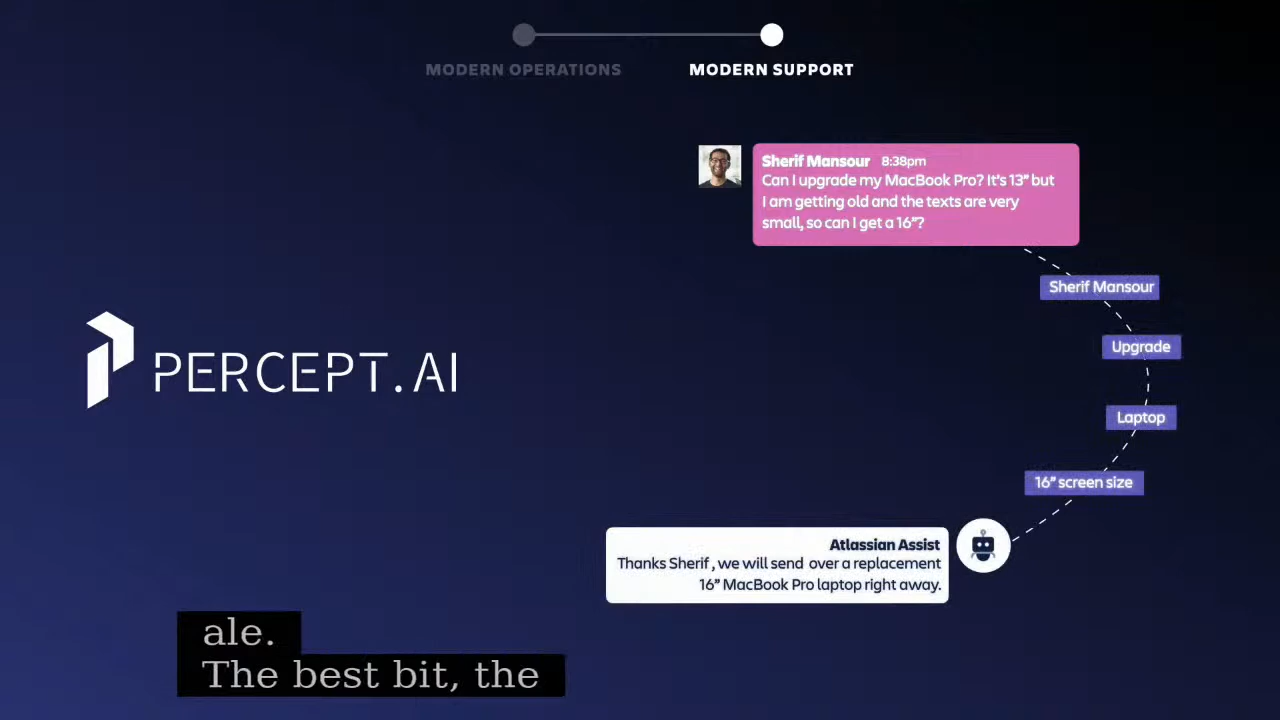 MODERN OPERATIONS
MODERN SUPPORT
Sherif Mansour 8:38pm
Can I upgrade my MacBook Pro? It's 13” but
I am getting old and the texts are very
small, so can I get a 16”?
Sherif Mansour
Upgrade
PERCEPT.AI
Laptop
16” screen size
Atlassian Assist
Thanks Sherif , we will send over a replacement
16” MacBook Pro laptop right away.
ale.
The best bit, the